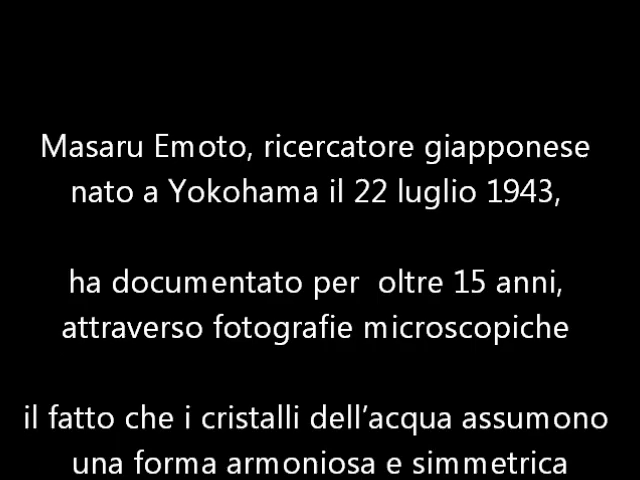 Masaru Emoto, ricercatore giapponese
nato a Yokohama il 22 luglio 1943,
ha documentato per oltre 15 anni,
attraverso fotografie microscopiche
il fatto che i cristalli dell’acqua assumono
una forma armoniosa e simmetrica